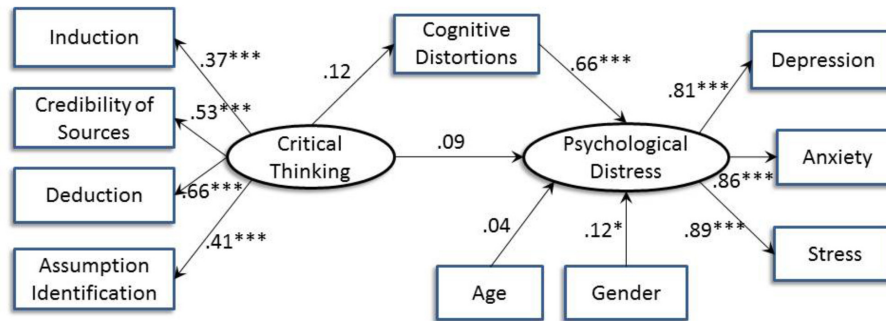 Induction
.37***
.12
Cognitive
Distortions
.66***
Depression
.81***
Credibility of
Sources
.53***
Critical
Thinking
.09
Psychological
Distress
Anxiety
.86***
Deduction
.66***
.41***
.04
.12*
.89***
Assumption
Identification
Age
Gender
Stress